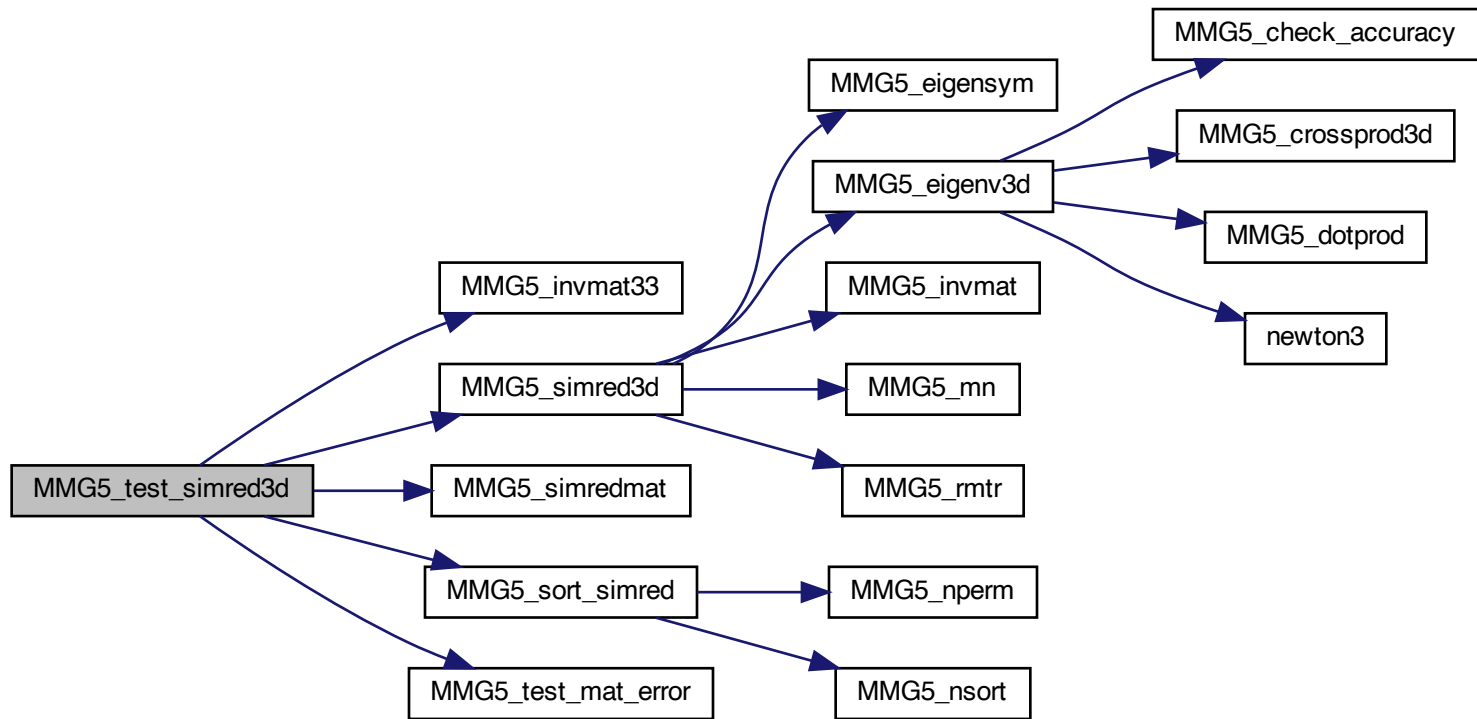 MMG5_test_simred3d
MMG5_invmat33
MMG5_simred3d
MMG5_simredmat
MMG5_sort_simred
MMG5_test_mat_error
MMG5_eigensym
MMG5_eigenv3d
MMG5_invmat
MMG5_mn
MMG5_rmtr
MMG5_nperm
MMG5_nsort
MMG5_check_accuracy
MMG5_crossprod3d
MMG5_dotprod
newton3